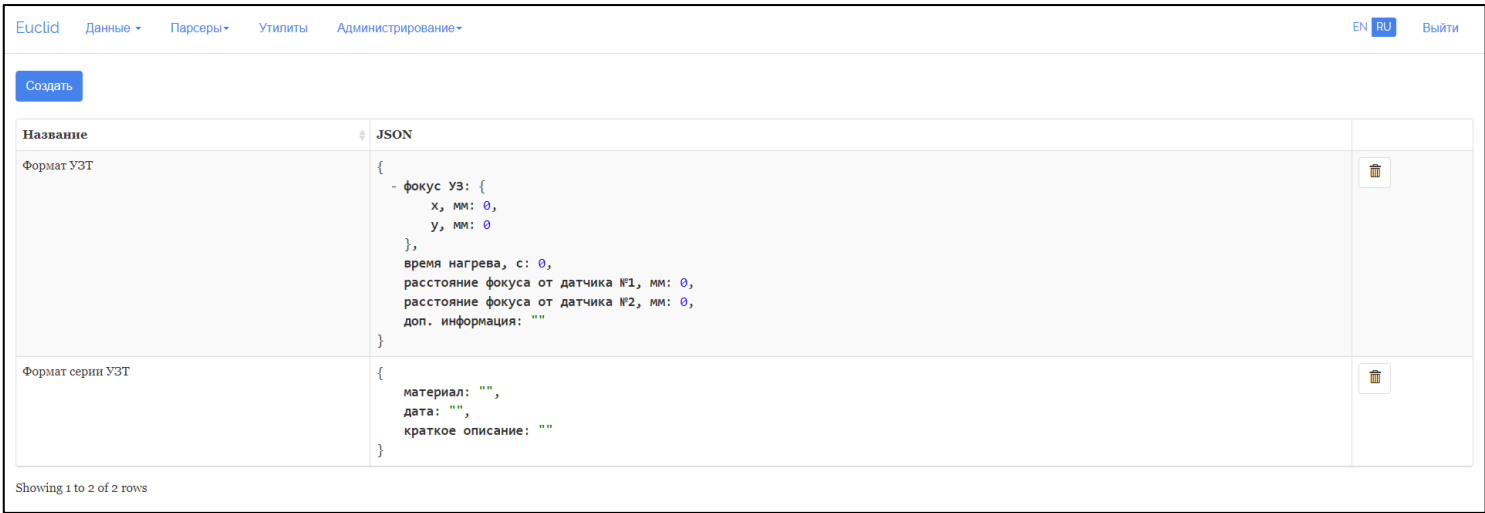 Euclid Данные Парсеры Утилиты Администрирование EN RU Выйти
Создать
Название JSON
Формат УЗТ
{
- фокус УЗ: {
x, мм: 0,
y, мм: 0
},
время нагрева, с: 0,
расстояние фокуса от датчика №1, мм: 0,
расстояние фокуса от датчика №2, мм: 0,
доп. информация: ""
}
Формат серии УЗТ
{
материал: "",
дата: "",
краткое описание: ""
}
Showing 1 to 2 of 2 rows